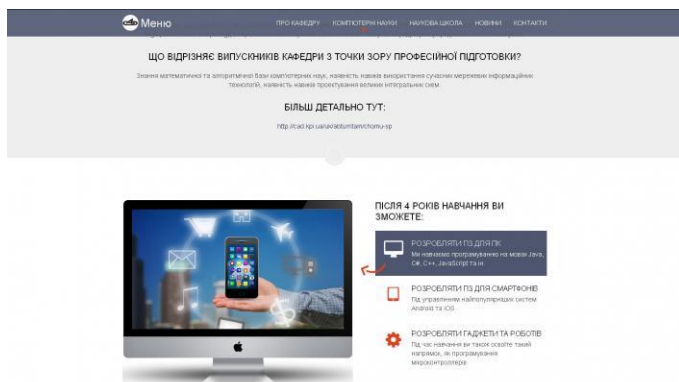 Меню
ПРО КАФЕДРУ КОМП'ЮТЕРНІ НАУКИ НАУКОВА ШКОЛА НОВИНИ КОНТАКТИ
ЩО ВІДРІЗНЯЄ ВИПУСКНИКІВ КАФЕДРИ З ТОЧКИ ЗОРУ ПРОФЕСІЙНОЇ ПІДГОТОВКИ?
Знання математичної та алгоритмічної бази комп'ютерних наук, наявність навиків використання сучасних мережевих інформаційних
технологій, наявність навиків проектування великих інтегральних схем.
БІЛЬШ ДЕТАЛЬНО ТУТ:
ПІСЛЯ 4 РОКІВ НАВЧАННЯ ВИ
ЗМОЖЕТЕ:
РОЗРОБЛЯТИ ПЗ ДЛЯ ПК
Ми навчаємо програмуванню на мовах Java,
C#, C++, JavaScript та ін.
РОЗРОБЛЯТИ ПЗ ДЛЯ СМАРТФОНІВ
Під управлінням найпопулярніших систем
Android та iOS.
РОЗРОБЛЯТИ ГАДЖЕТИ ТА РОБОТІВ
Під час навчання ви також освоїте такий
напрямок, як програмування
мікроконтроллерів